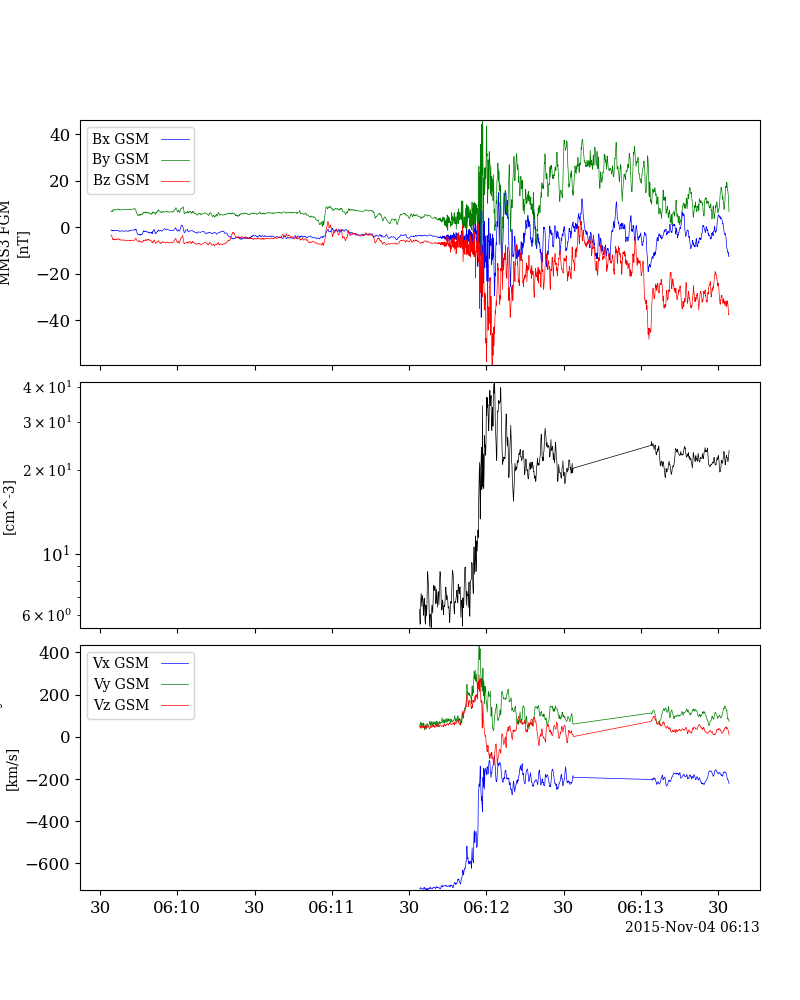 40
20
0
−20
−40
MMS3 FGM
[nT]
Bx GSM
By GSM
Bz GSM
4 × 10¹
3 × 10¹
2 × 10¹
10¹
6 × 10⁰
[cm^-3]
400
200
0
−200
−400
−600
[km/s]
Vx GSM
Vy GSM
Vz GSM
30 06:10 30 06:11 30 06:12 30 06:13 30
2015-Nov-04 06:13